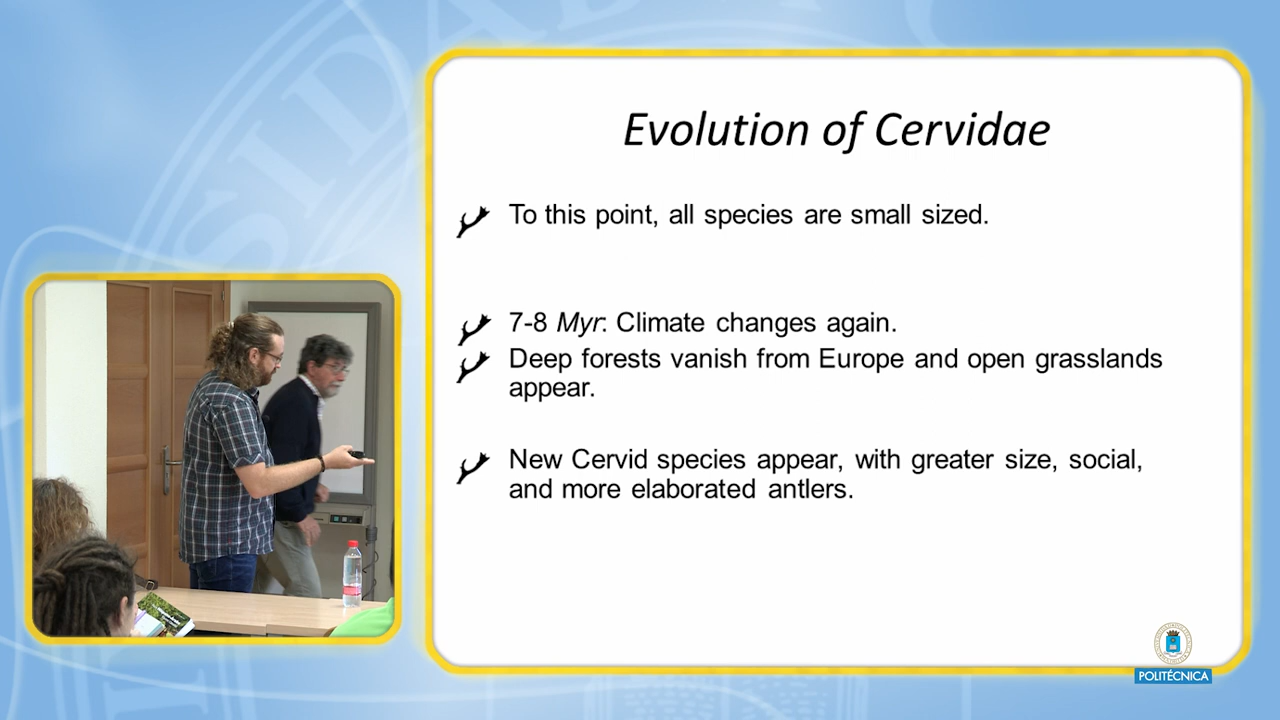 Evolution of Cervidae
To this point, all species are small sized.
7-8 Myr: Climate changes again.
Deep forests vanish from Europe and open grasslands
appear.
New Cervid species appear, with greater size, social,
and more elaborated antlers.
POLITÉCNICA